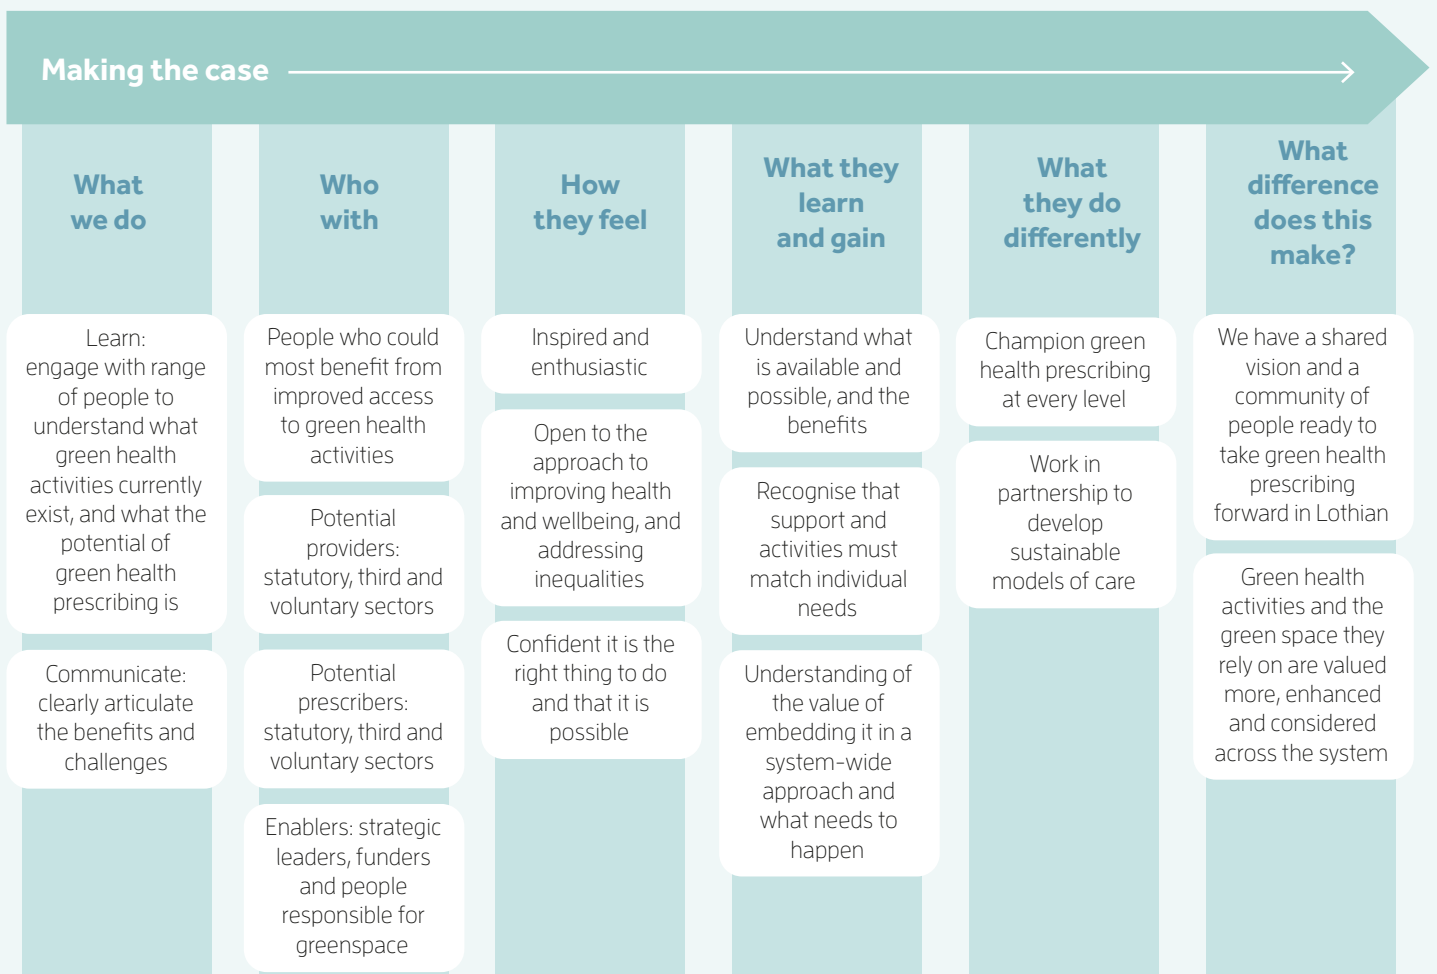 Making the case
What
we do
Learn:
engage with range
of people to
understand what
green health
activities currently
exist, and what the
potential of
green health
prescribing is
Communicate:
clearly articulate
the benefits and
challenges
Who
with
People who could
most benefit from
improved access
to green health
activities
Potential
providers:
statutory, third and
voluntary sectors
Potential
prescribers:
statutory, third and
voluntary sectors
Enablers: strategic
leaders, funders
and people
responsible for
greenspace
How
they feel
Inspired and
enthusiastic
Open to the
approach to
improving health
and wellbeing, and
addressing
inequalities
Confident it is the
right thing to do
and that it is
possible
What they
learn
and gain
Understand what
is available and
possible, and the
benefits
Recognise that
support and
activities must
match individual
needs
Understanding of
the value of
embedding it in a
system-wide
approach and
what needs to
happen
What
they do
differently
Champion green
health prescribing
at every level
Work in
partnership to
develop
sustainable
models of care
What
difference
does this
make?
We have a shared
vision and a
community of
people ready to
take green health
prescribing
forward in Lothian
Green health
activities and the
green space they
rely on are valued
more, enhanced
and considered
across the system